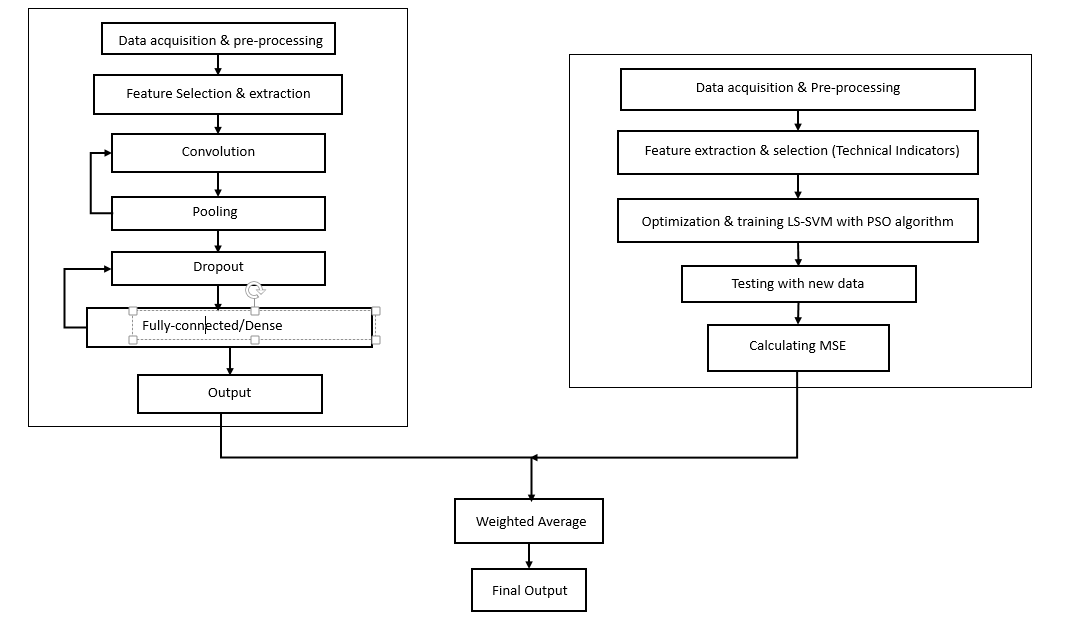 Data acquisition & pre-processing
Feature Selection & extraction
Convolution
Pooling
Dropout
Fully-connected/Dense
Output
Data acquisition & Pre-processing
Feature extraction & selection (Technical Indicators)
Optimization & training LS-SVM with PSO algorithm
Testing with new data
Calculating MSE
Weighted Average
Final Output